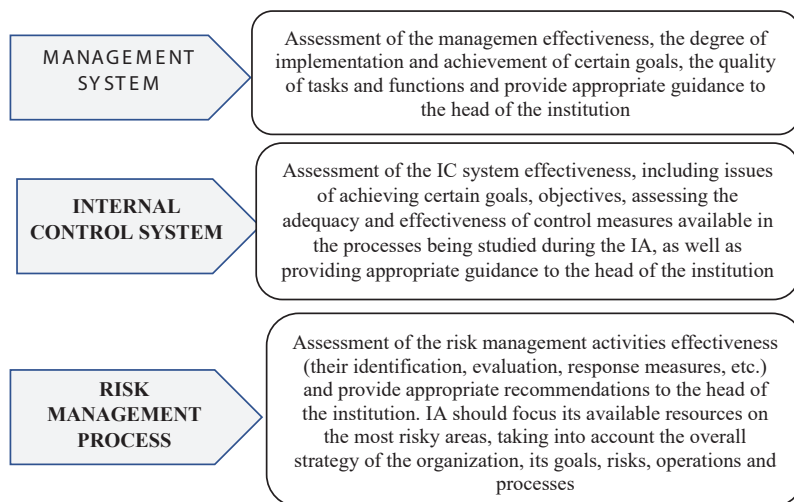 MANAGEMENT
SYSTEM
Assessment of the managemen effectiveness, the degree of
implementation and achievement of certain goals, the quality
of tasks and functions and provide appropriate guidance to
the head of the institution
INTERNAL
CONTROL SYSTEM
Assessment of the IC system effectiveness, including issues
of achieving certain goals, objectives, assessing the
adequacy and effectiveness of control measures available in
the processes being studied during the IA, as well as
providing appropriate guidance to the head of the institution
RISK
MANAGEMENT
PROCESS
Assessment of the risk management activities effectiveness
(their identification, evaluation, response measures, etc.)
and provide appropriate recommendations to the head of
the institution. IA should focus its available resources on
the most risky areas, taking into account the overall
strategy of the organization, its goals, risks, operations and
processes